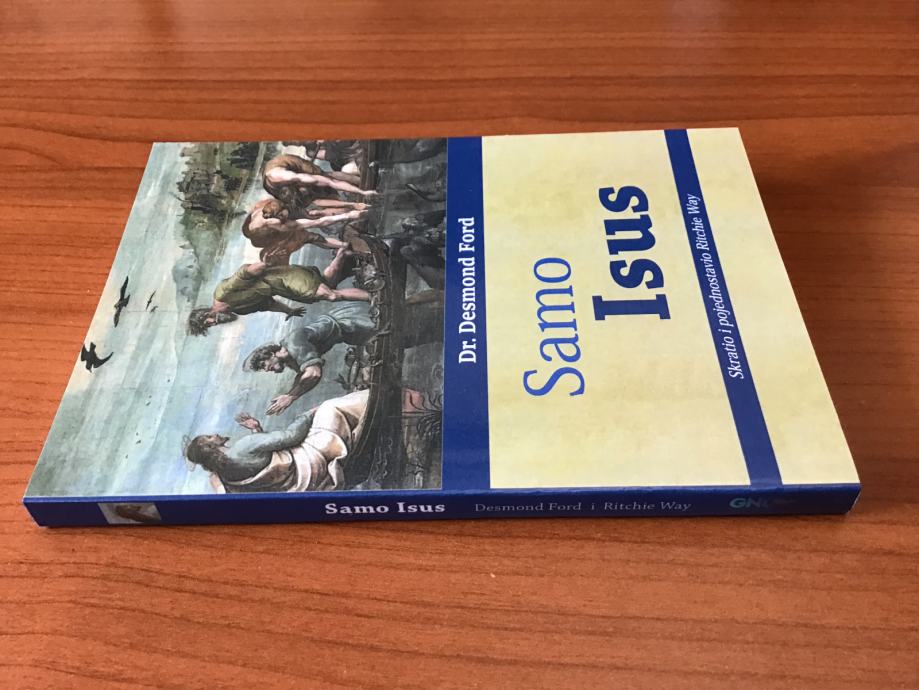 Dr. Desmond Ford
Samo
Isus
Skratio i pojednostavio Ritchie Way
Samo Isus Desmond Ford i Ritchie Way